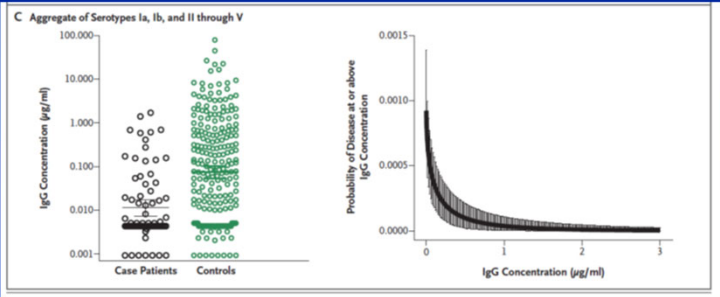 C Aggregate of Serotypes Ia, Ib, and II through V
100.000
10.000
1.000
0.100
0.010
0.001
IgG Concentration (μg/ml)
Case Patients Controls
0.0015
0.0010
0.0005
0.0000
Probability of Disease at or above
IgG Concentration
0 1 2 3
IgG Concentration (μg/ml)